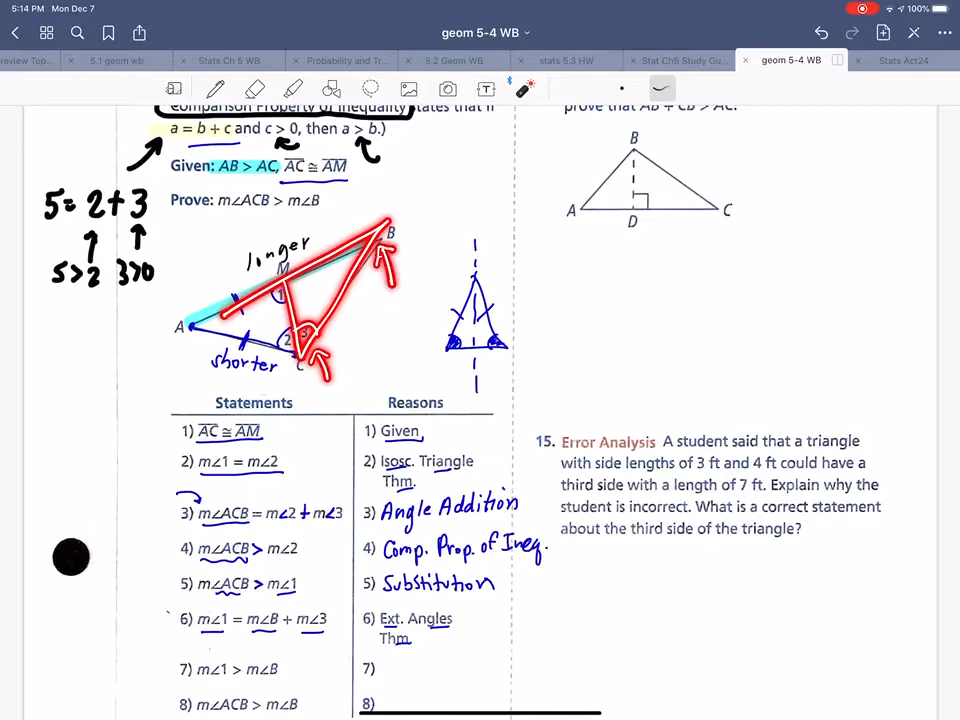 5:14 PM Mon Dec 7
100%
geom 5-4 WB
review Top...
5.1 geom wb
Stats Ch 5 WB
Probability and Tr...
5.2 Geom WB
stats 5.3 HW
Stat Ch5 Study Gu...
geom 5-4 WB
Stats Act24
Comparison Property of Inequality states that if
a = b + c and c > 0, then a > b.)
Given: AB > AC, AC ≅ AM
Prove: m∠ACB > m∠B
5 = 2 + 3
5 > 2 3 > 0
longer
B
M
1
A
3
2
shorter
C
Statements Reasons
1) AC ≅ AM 1) Given
2) m∠1 = m∠2 2) Isosc. Triangle
Thm.
3) m∠ACB = m∠2 + m∠3 3) Angle Addition
4) m∠ACB > m∠2 4) Comp. Prop. of Ineq.
5) m∠ACB > m∠1 5) Substitution
6) m∠1 = m∠B + m∠3 6) Ext. Angles
Thm.
7) m∠1 > m∠B 7)
8) m∠ACB > m∠B 8)
prove that AB + CB > AC.
B
A
C
D
15. Error Analysis A student said that a triangle
with side lengths of 3 ft and 4 ft could have a
third side with a length of 7 ft. Explain why the
student is incorrect. What is a correct statement
about the third side of the triangle?